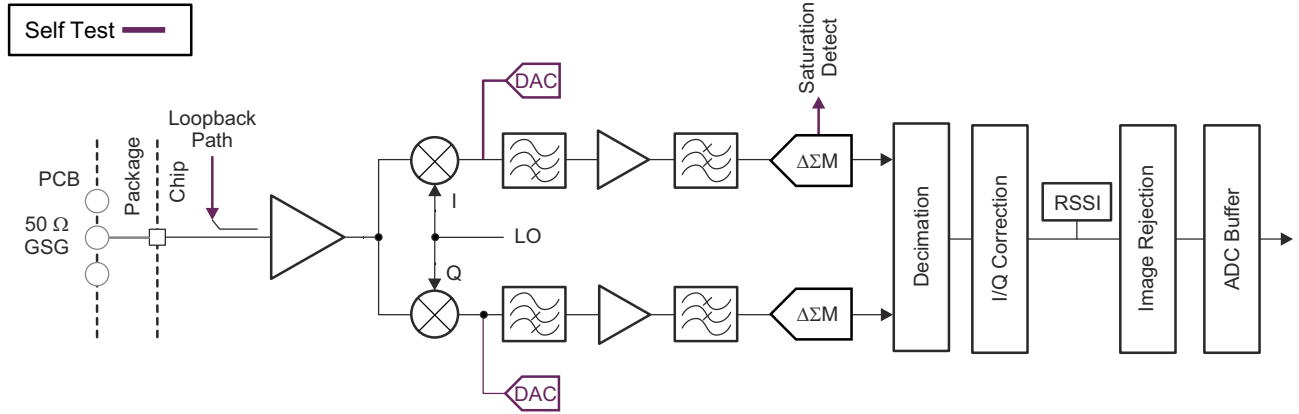 Self Test
Saturation
Detect
DAC
Loopback
Path
PCB
Package
Chip
ΔΣM
I
RSSI
50 Ω
GSG
LO
Decimation
I/Q Correction
Image Rejection
ADC Buffer
Q
ΔΣM
DAC